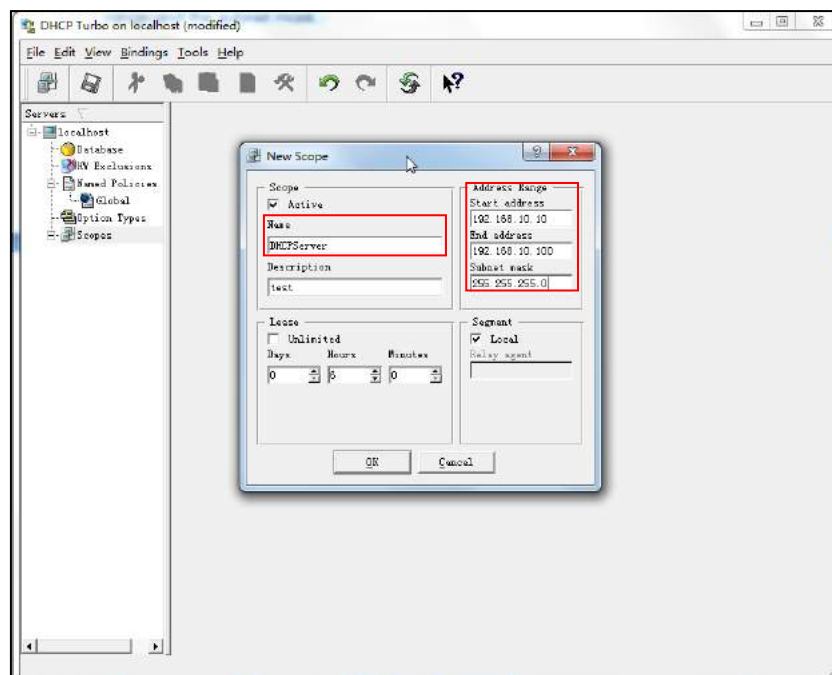 DHCP Turbo on localhost (modified)
File Edit View Bindings Tools Help
Servers
localhost
Database
HW Exclusions
Named Policies
Global
Option Types
Scopes
New Scope
Scope
Active
Name
DHCPServer
Description
test
Address Range
Start address
192.168.10.10
End address
192.168.10.100
Subnet mask
255.255.255.0
Lease
Unlimited
Days Hours Minutes
0 6 0
Segment
Local
Relay agent
OK Cancel